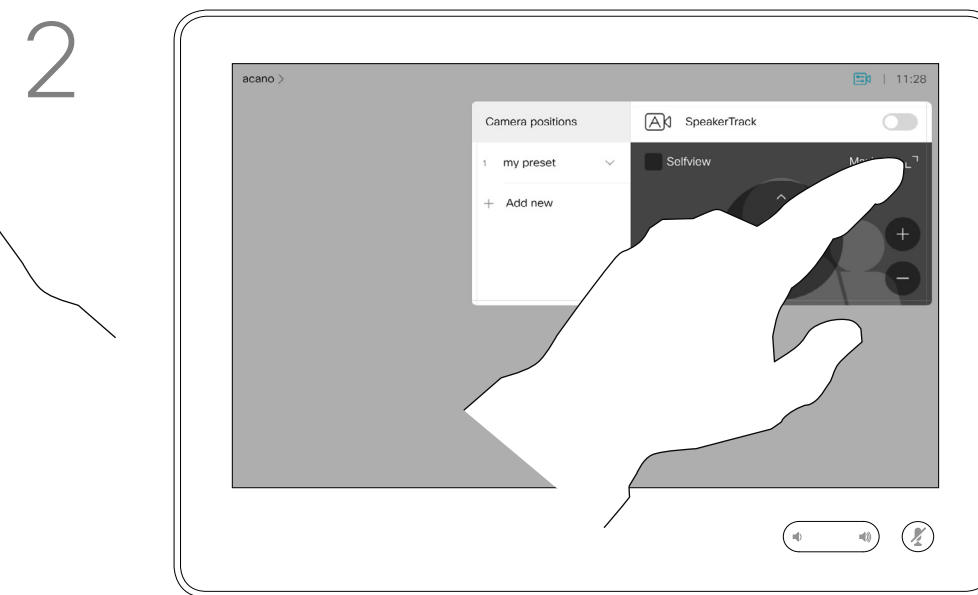 2
acano >
11:28
Camera positions
SpeakerTrack
1 my preset
Selfview
+ Add new